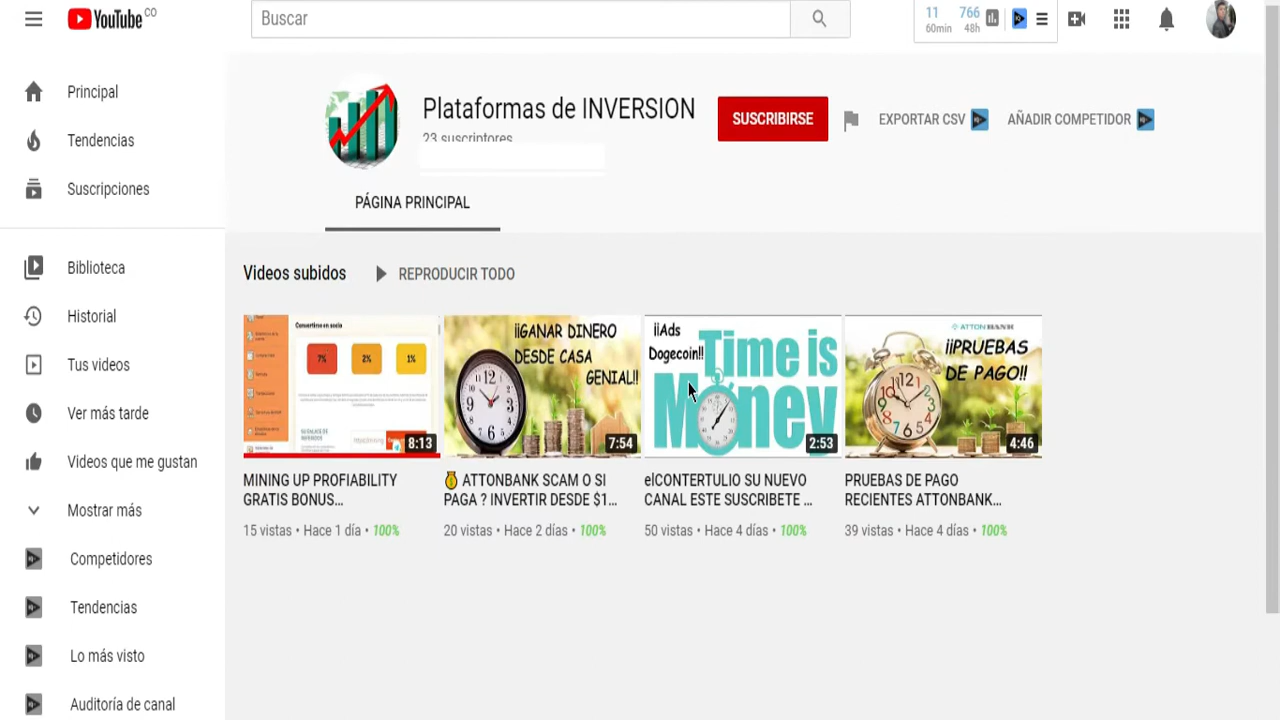 YouTube CO
Buscar
11 766
60min 48h
Principal
Tendencias
Suscripciones
Biblioteca
Historial
Tus videos
Ver más tarde
Videos que me gustan
Mostrar más
Competidores
Tendencias
Lo más visto
Auditoría de canal
Plataformas de INVERSION
23 suscriptores
SUSCRIBIRSE
EXPORTAR CSV
AÑADIR COMPETIDOR
PÁGINA PRINCIPAL
Videos subidos
REPRODUCIR TODO
Convertirse en socio
7% 2% 1%
8:13
MINING UP PROFIABILITY
GRATIS BONUS...
15 vistas • Hace 1 día • 100%
¡¡GANAR DINERO
DESDE CASA
GENIAL!!
7:54
ATTONBANK SCAM O SI
PAGA ? INVERTIR DESDE $1...
20 vistas • Hace 2 días • 100%
¡¡Ads
Dogecoin!!
Time is
Money
2:53
elCONTERTULIO SU NUEVO
CANAL ESTE SUSCRIBETE ...
50 vistas • Hace 4 días • 100%
ATTONBANK
¡¡PRUEBAS
DE PAGO!!
4:46
PRUEBAS DE PAGO
RECIENTES ATTONBANK...
39 vistas • Hace 4 días • 100%